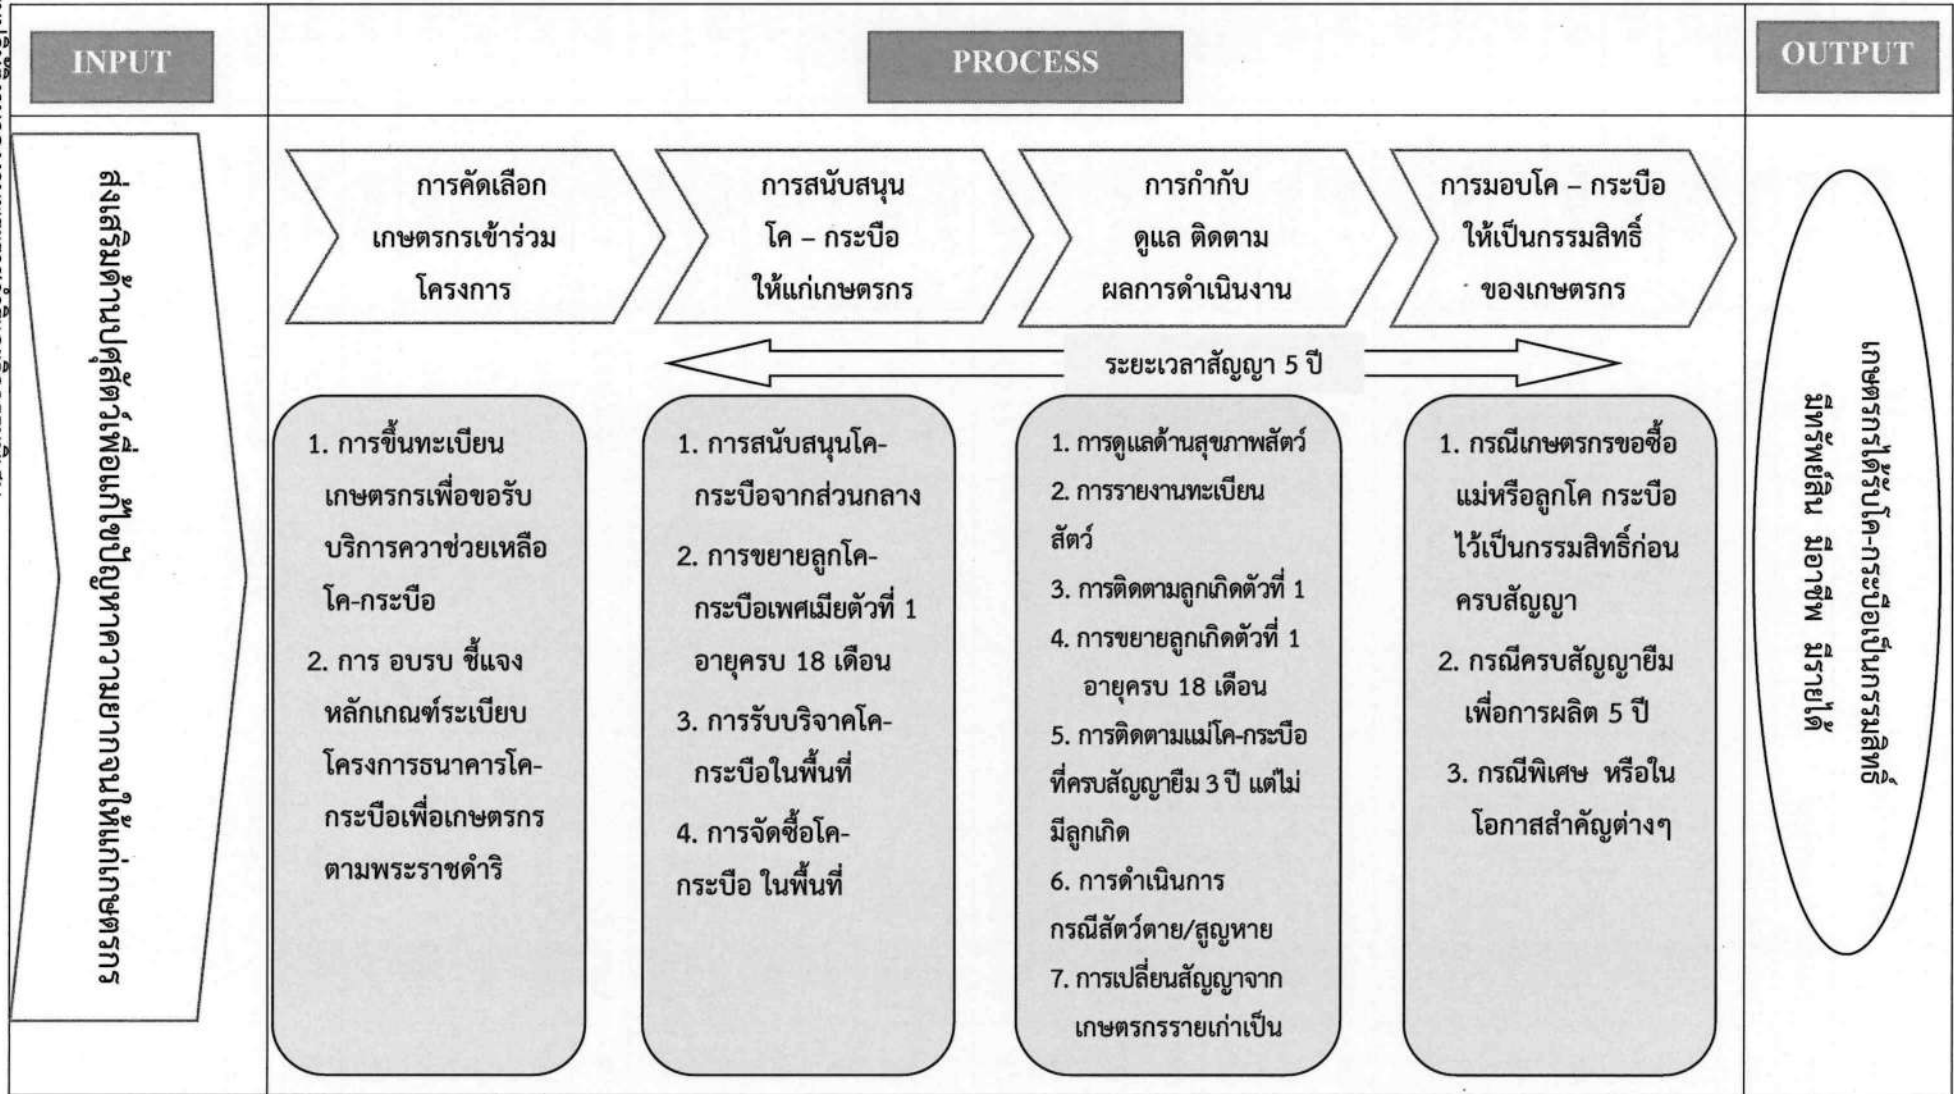 INPUT
PROCESS
OUTPUT
ส่งเสริมด้านปศุสัตว์เพื่อแก้ไขปัญหาความยากจนให้แก่เกษตรกร
การคัดเลือก
เกษตรกรเข้าร่วม
โครงการ
การสนับสนุน
โค – กระบือ
ให้แก่เกษตรกร
การกำกับ
ดูแล ติดตาม
ผลการดำเนินงาน
การมอบโค – กระบือ
ให้เป็นกรรมสิทธิ์
ของเกษตรกร
ระยะเวลาสัญญา 5 ปี
1. การขึ้นทะเบียน
เกษตรกรเพื่อขอรับ
บริการควาช่วยเหลือ
โค-กระบือ
2. การ อบรบ ชี้แจง
หลักเกณฑ์ระเบียบ
โครงการธนาคารโค-
กระบือเพื่อเกษตรกร
ตามพระราชดำริ
1. การสนับสนุนโค-
กระบือจากส่วนกลาง
2. การขยายลูกโค-
กระบือเพศเมียตัวที่ 1
อายุครบ 18 เดือน
3. การรับบริจาคโค-
กระบือในพื้นที่
4. การจัดซื้อโค-
กระบือ ในพื้นที่
1. การดูแลด้านสุขภาพสัตว์
2. การรายงานทะเบียน
สัตว์
3. การติดตามลูกเกิดตัวที่ 1
4. การขยายลูกเกิดตัวที่ 1
อายุครบ 18 เดือน
5. การติดตามแม่โค-กระบือ
ที่ครบสัญญายืม 3 ปี แต่ไม่
มีลูกเกิด
6. การดำเนินการ
กรณีสัตว์ตาย/สูญหาย
7. การเปลี่ยนสัญญาจาก
เกษตรกรรายเก่าเป็น
1. กรณีเกษตรกรขอซื้อ
แม่หรือลูกโค กระบือ
ไว้เป็นกรรมสิทธิ์ก่อน
ครบสัญญา
2. กรณีครบสัญญายืม
เพื่อการผลิต 5 ปี
3. กรณีพิเศษ หรือใน
โอกาสสำคัญต่างๆ
เกษตรกรได้รับโค-กระบือเป็นกรรมสิทธิ์
มีทรัพย์สิน มีอาชีพ มีรายได้